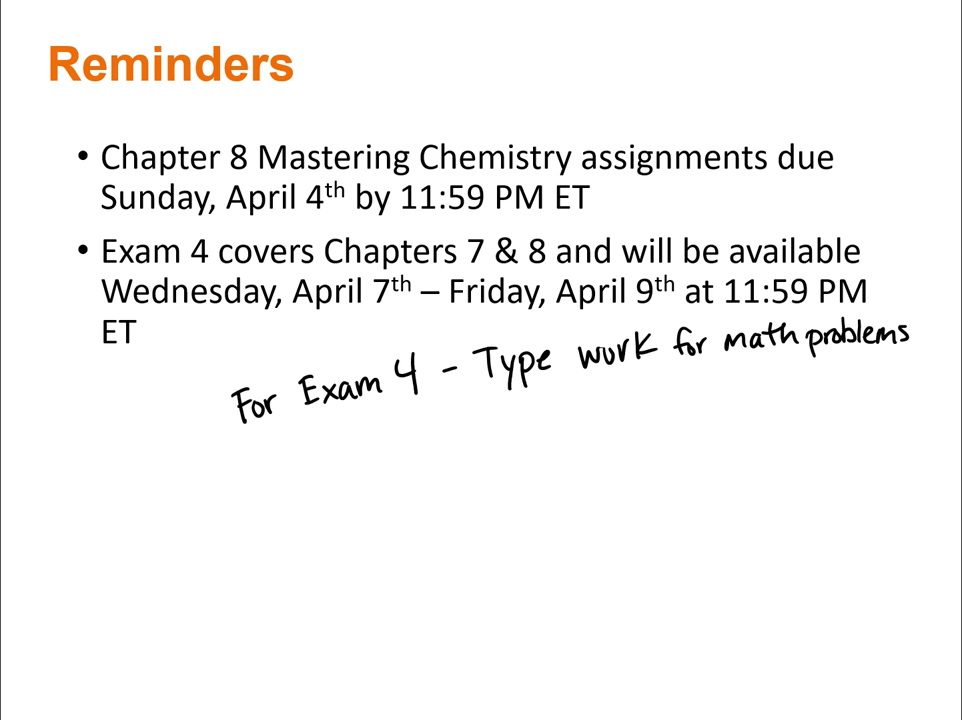 Reminders
• Chapter 8 Mastering Chemistry assignments due
Sunday, April 4th by 11:59 PM ET
• Exam 4 covers Chapters 7 & 8 and will be available
Wednesday, April 7th – Friday, April 9th at 11:59 PM
ET
For Exam 4 - Type work for math problems